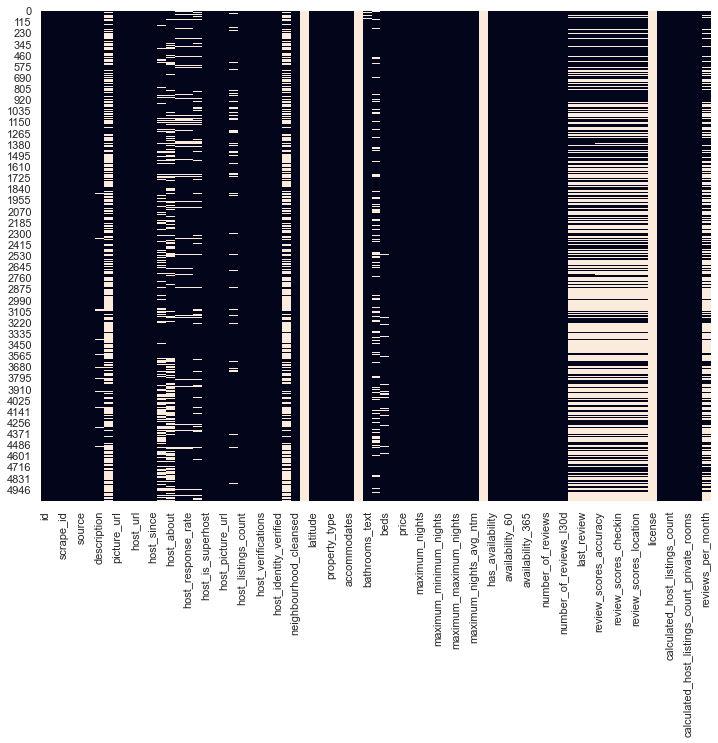 0
115
230
345
460
575
690
805
920
1035
1150
1265
1380
1495
1610
1725
1840
1955
2070
2185
2300
2415
2530
2645
2760
2875
2990
3105
3220
3335
3450
3565
3680
3795
3910
4025
4141
4256
4371
4486
4601
4716
4831
4946
id
scrape_id
source
description
picture_url
host_url
host_since
host_about
host_response_rate
host_is_superhost
host_picture_url
host_listings_count
host_verifications
host_identity_verified
neighbourhood_cleansed
latitude
property_type
accommodates
bathrooms_text
beds
price
maximum_nights
maximum_minimum_nights
maximum_maximum_nights
maximum_nights_avg_ntm
has_availability
availability_60
availability_365
number_of_reviews
number_of_reviews_l30d
last_review
review_scores_accuracy
review_scores_checkin
review_scores_location
license
calculated_host_listings_count
calculated_host_listings_count_private_rooms
reviews_per_month